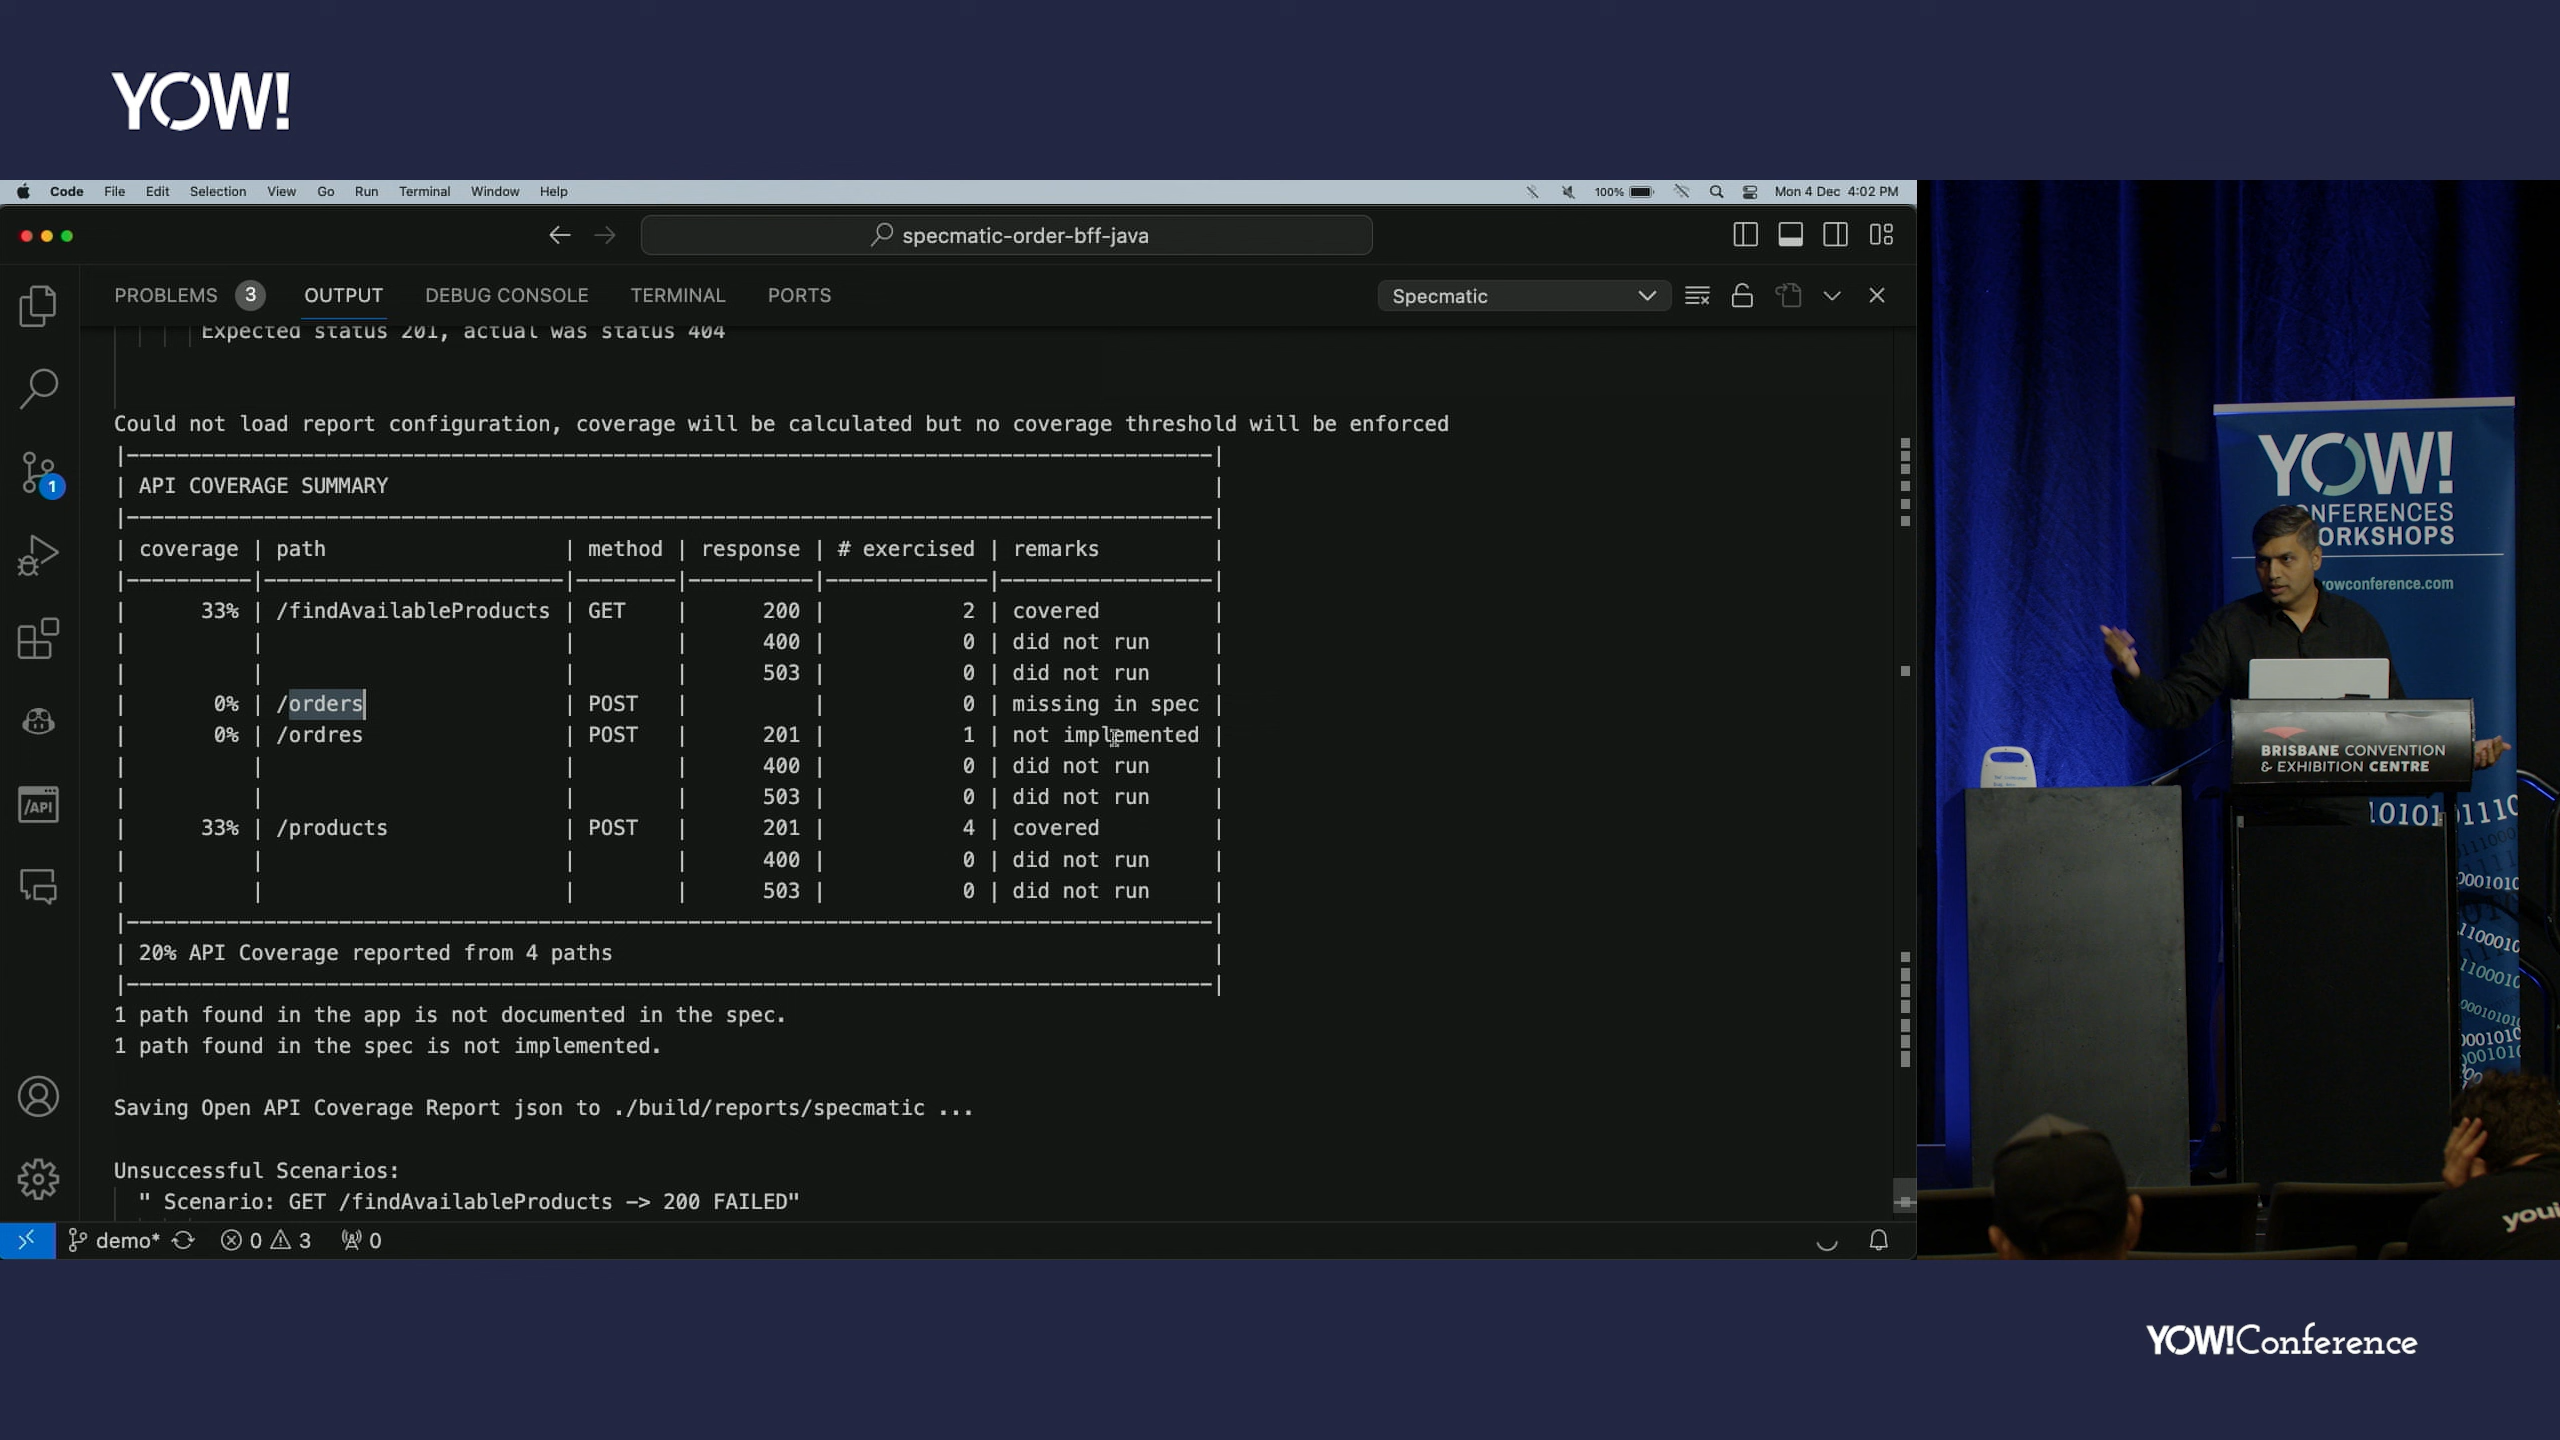 YOW!
Code File Edit Selection View Go Run Terminal Window Help 100% Mon 4 Dec 4:02 PM
specmatic-order-bff-java
PROBLEMS 3 OUTPUT DEBUG CONSOLE TERMINAL PORTS Specmatic
Expected status 201, actual was status 404
Could not load report configuration, coverage will be calculated but no coverage threshold will be enforced
|---------------------------------------------------------------------------------------|
| API COVERAGE SUMMARY |
|---------------------------------------------------------------------------------------|
| coverage | path | method | response | # exercised | remarks |
|----------|------------------------|--------|----------|-------------|-----------------|
| 33% | /findAvailableProducts | GET | 200 | 2 | covered |
| | | | 400 | 0 | did not run |
| | | | 503 | 0 | did not run |
| 0% | /orders | POST | | 0 | missing in spec |
| 0% | /ordres | POST | 201 | 1 | not implemented |
| | | | 400 | 0 | did not run |
| | | | 503 | 0 | did not run |
| 33% | /products | POST | 201 | 4 | covered |
| | | | 400 | 0 | did not run |
| | | | 503 | 0 | did not run |
|---------------------------------------------------------------------------------------|
| 20% API Coverage reported from 4 paths |
|---------------------------------------------------------------------------------------|
1 path found in the app is not documented in the spec.
1 path found in the spec is not implemented.
Saving Open API Coverage Report json to ./build/reports/specmatic ...
Unsuccessful Scenarios:
" Scenario: GET /findAvailableProducts -> 200 FAILED"
1
/API
demo* 0 3 0
YOW!
CONFERENCES
WORKSHOPS
yowconference.com
BRISBANE CONVENTION
& EXHIBITION CENTRE
YOW!Conference